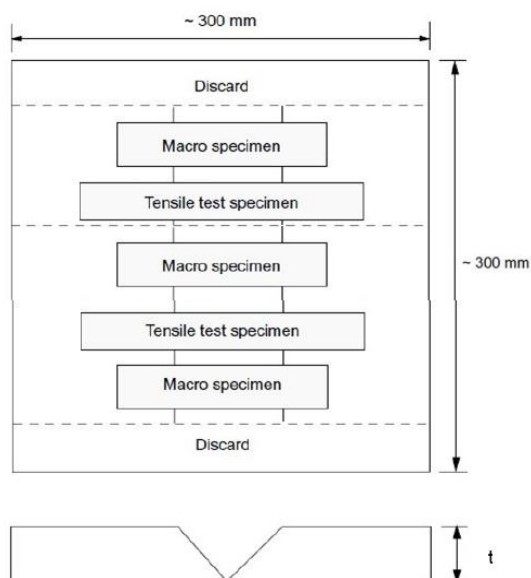 ~ 300 mm
Discard
Macro specimen
Tensile test specimen
Macro specimen
~ 300 mm
Tensile test specimen
Macro specimen
Discard
t